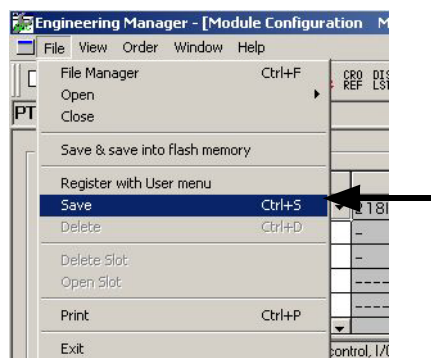 Engineering Manager - [Module Configuration M
File View Order Window Help
File Manager Ctrl+F
CRO REF
Open
Close
PT
Save & save into flash memory
Register with User menu
Save Ctrl+S
Delete Ctrl+D
Delete Slot
Open Slot
----
----
Print Ctrl+P
Exit
control, I/O